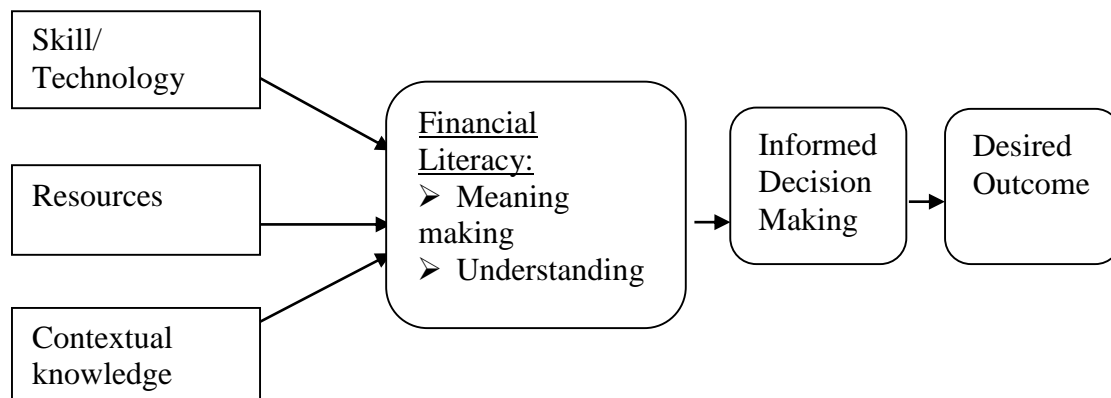 Skill/
Technology
Resources
Contextual
knowledge
Financial
Literacy:
➢ Meaning
making
➢ Understanding
Informed
Decision
Making
Desired
Outcome